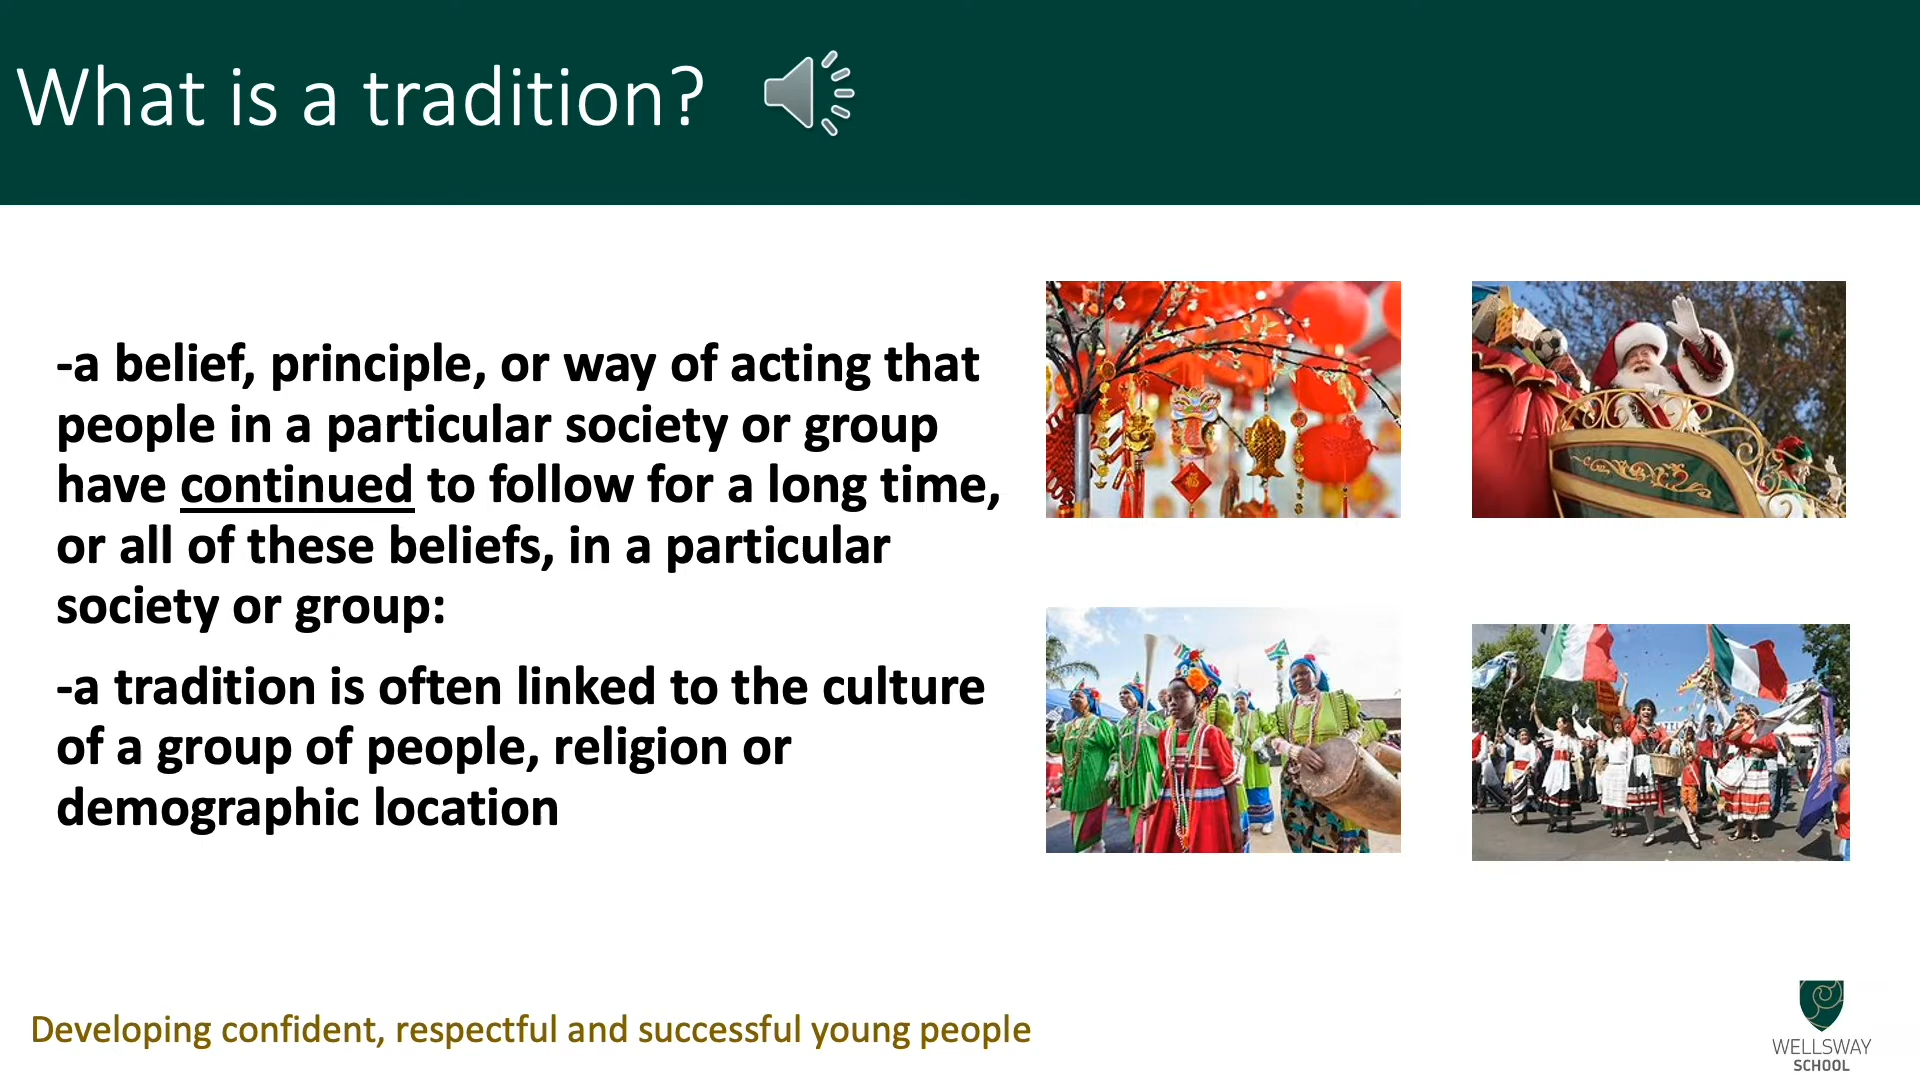 What is a tradition?
-a belief, principle, or way of acting that
people in a particular society or group
have continued to follow for a long time,
or all of these beliefs, in a particular
society or group:
-a tradition is often linked to the culture
of a group of people, religion or
demographic location
福
Developing confident, respectful and successful young people
WELLSWAY
SCHOOL